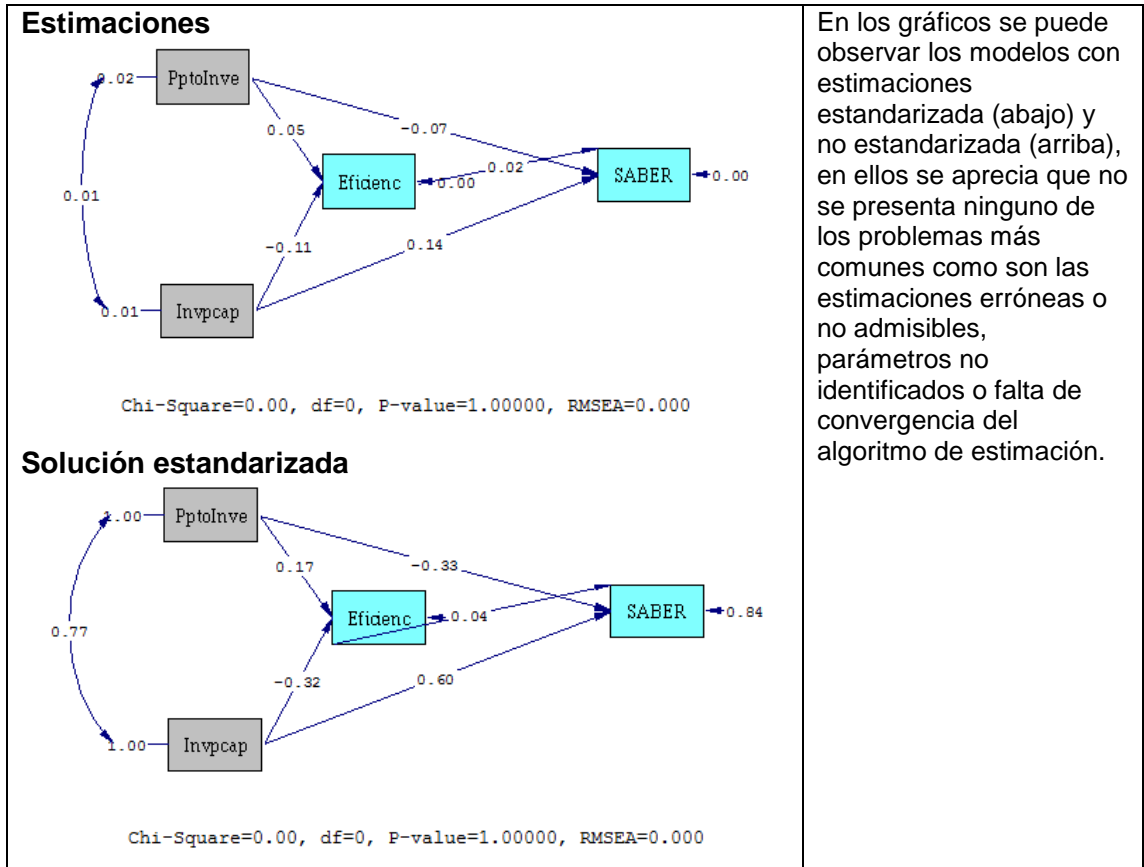 Estimaciones
0.02
PptoInve
0.05
-0.07
0.01
Eficienc
0.00
0.02
SABER
0.00
-0.11
0.14
0.01
Invpcap
Chi-Square=0.00, df=0, P-value=1.00000, RMSEA=0.000
Solución estandarizada
1.00
PptoInve
0.17
-0.33
0.77
Eficienc
0.04
SABER
0.84
-0.32
0.60
1.00
Invpcap
Chi-Square=0.00, df=0, P-value=1.00000, RMSEA=0.000
En los gráficos se puede
observar los modelos con
estimaciones
estandarizada (abajo) y
no estandarizada (arriba),
en ellos se aprecia que no
se presenta ninguno de
los problemas más
comunes como son las
estimaciones erróneas o
no admisibles,
parámetros no
identificados o falta de
convergencia del
algoritmo de estimación.